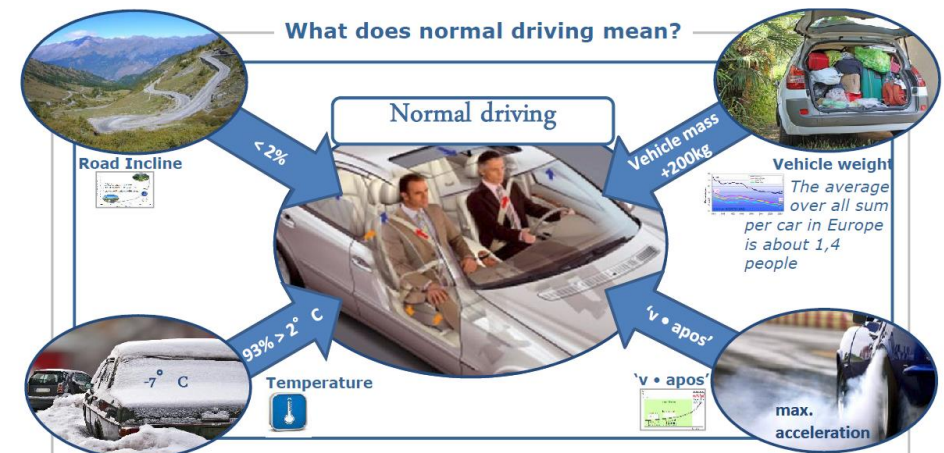 What does normal driving mean?
Normal driving
< 2%
Vehicle mass
+200kg
Road Incline
Vehicle weight
The average
over all sum
per car in Europe
is about 1,4
people
93% > 2° C
'v • apos'
-7° C
Temperature
'v • apos'
max.
acceleration